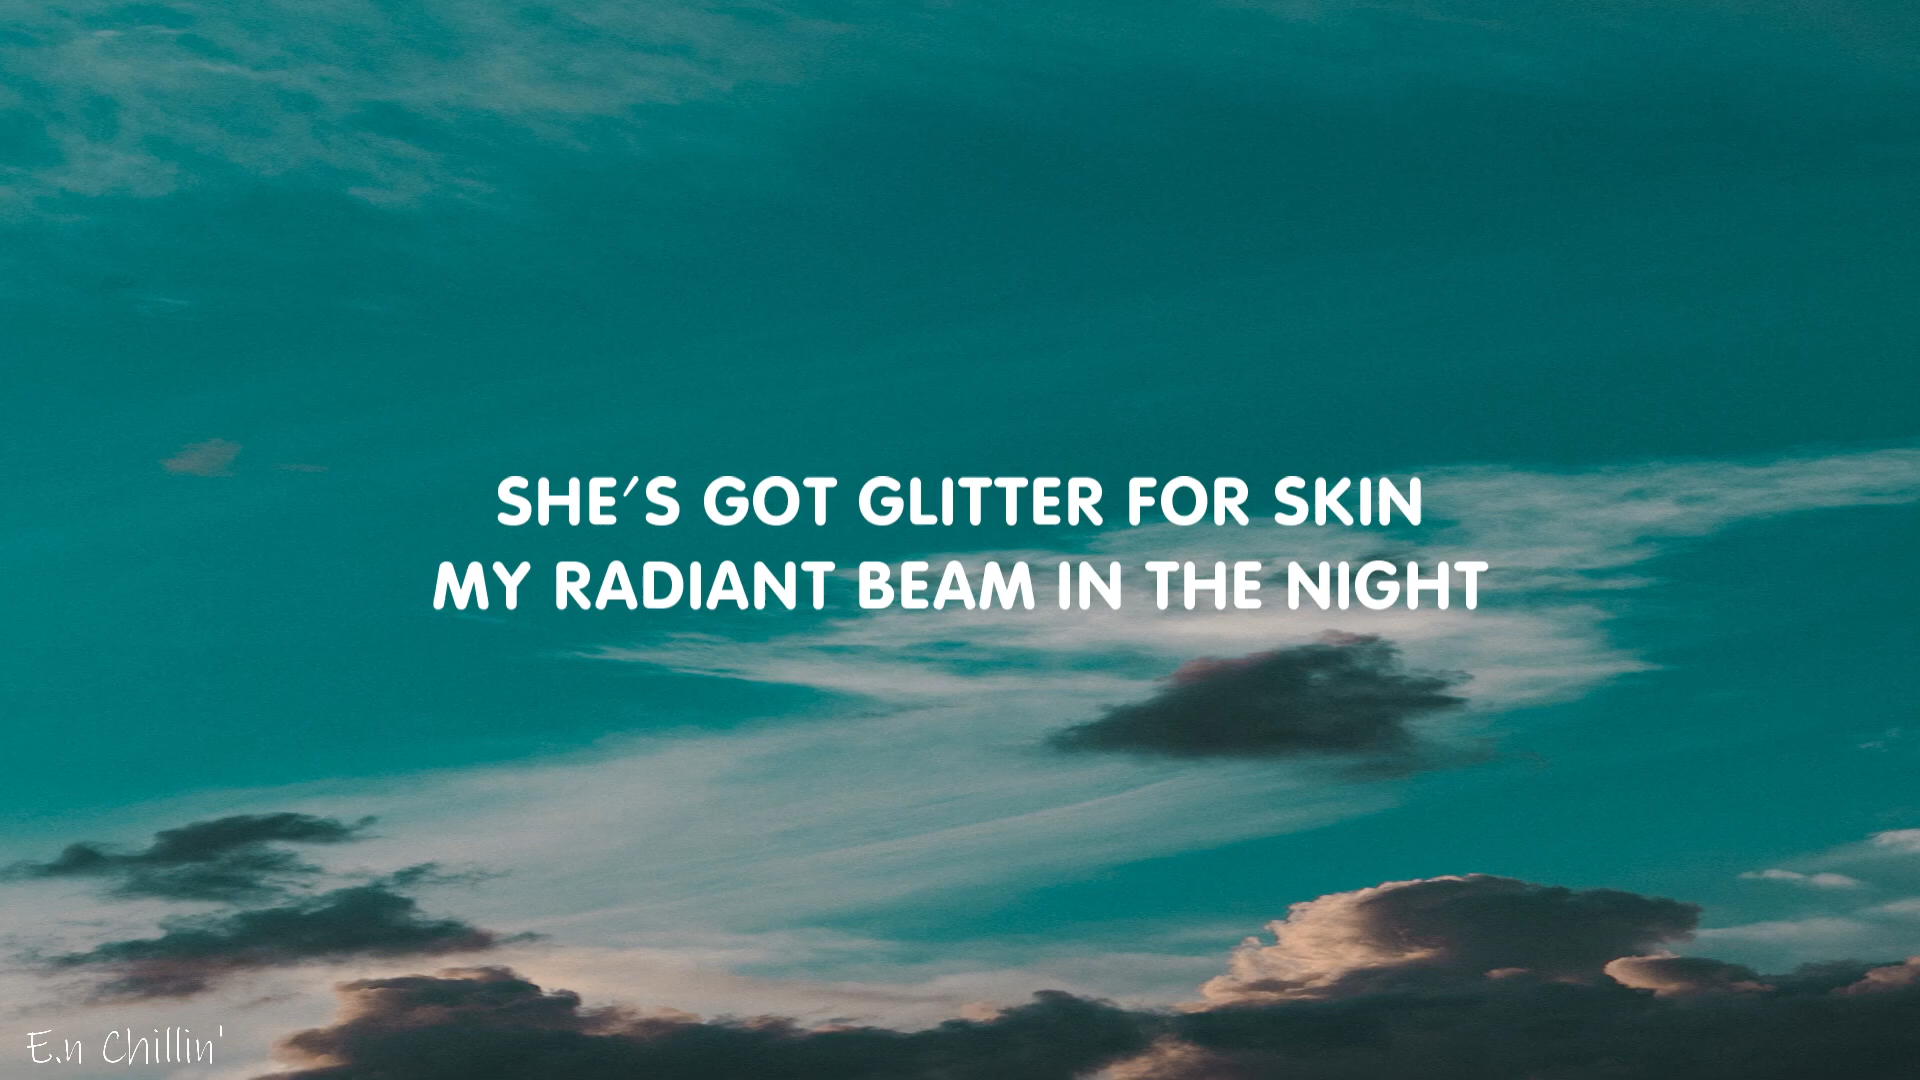 SHE'S GOT GLITTER FOR SKIN
MY RADIANT BEAM IN THE NIGHT
E.n Chillin'